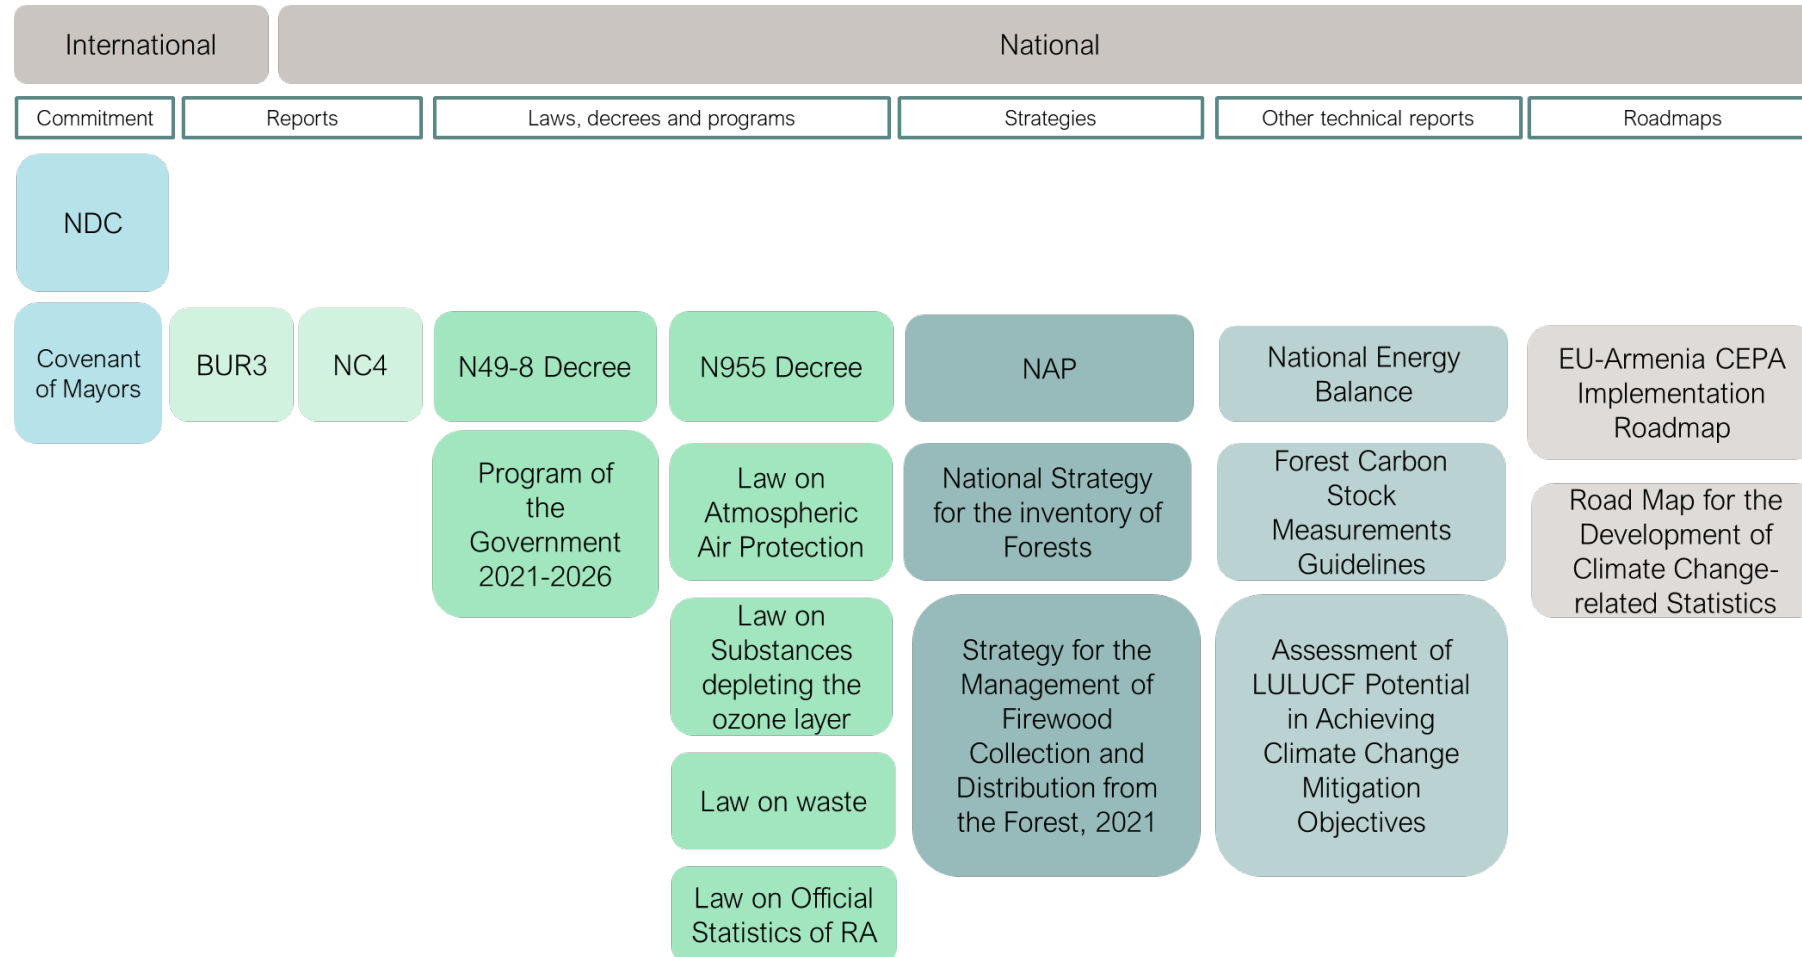 International
National
Commitment
Reports
Laws, decrees and programs
Strategies
Other technical reports
Roadmaps
NDC
Covenant
of Mayors
BUR3
NC4
N49-8 Decree
N955 Decree
NAP
National Energy
Balance
EU-Armenia CEPA
Implementation
Roadmap
Program of
the
Government
2021-2026
Law on
Atmospheric
Air Protection
National Strategy
for the inventory of
Forests
Forest Carbon
Stock
Measurements
Guidelines
Road Map for the
Development of
Climate Change-
related Statistics
Law on
Substances
depleting the
ozone layer
Strategy for the
Management of
Firewood
Collection and
Distribution from
the Forest, 2021
Assessment of
LULUCF Potential
in Achieving
Climate Change
Mitigation
Objectives
Law on waste
Law on Official
Statistics of RA